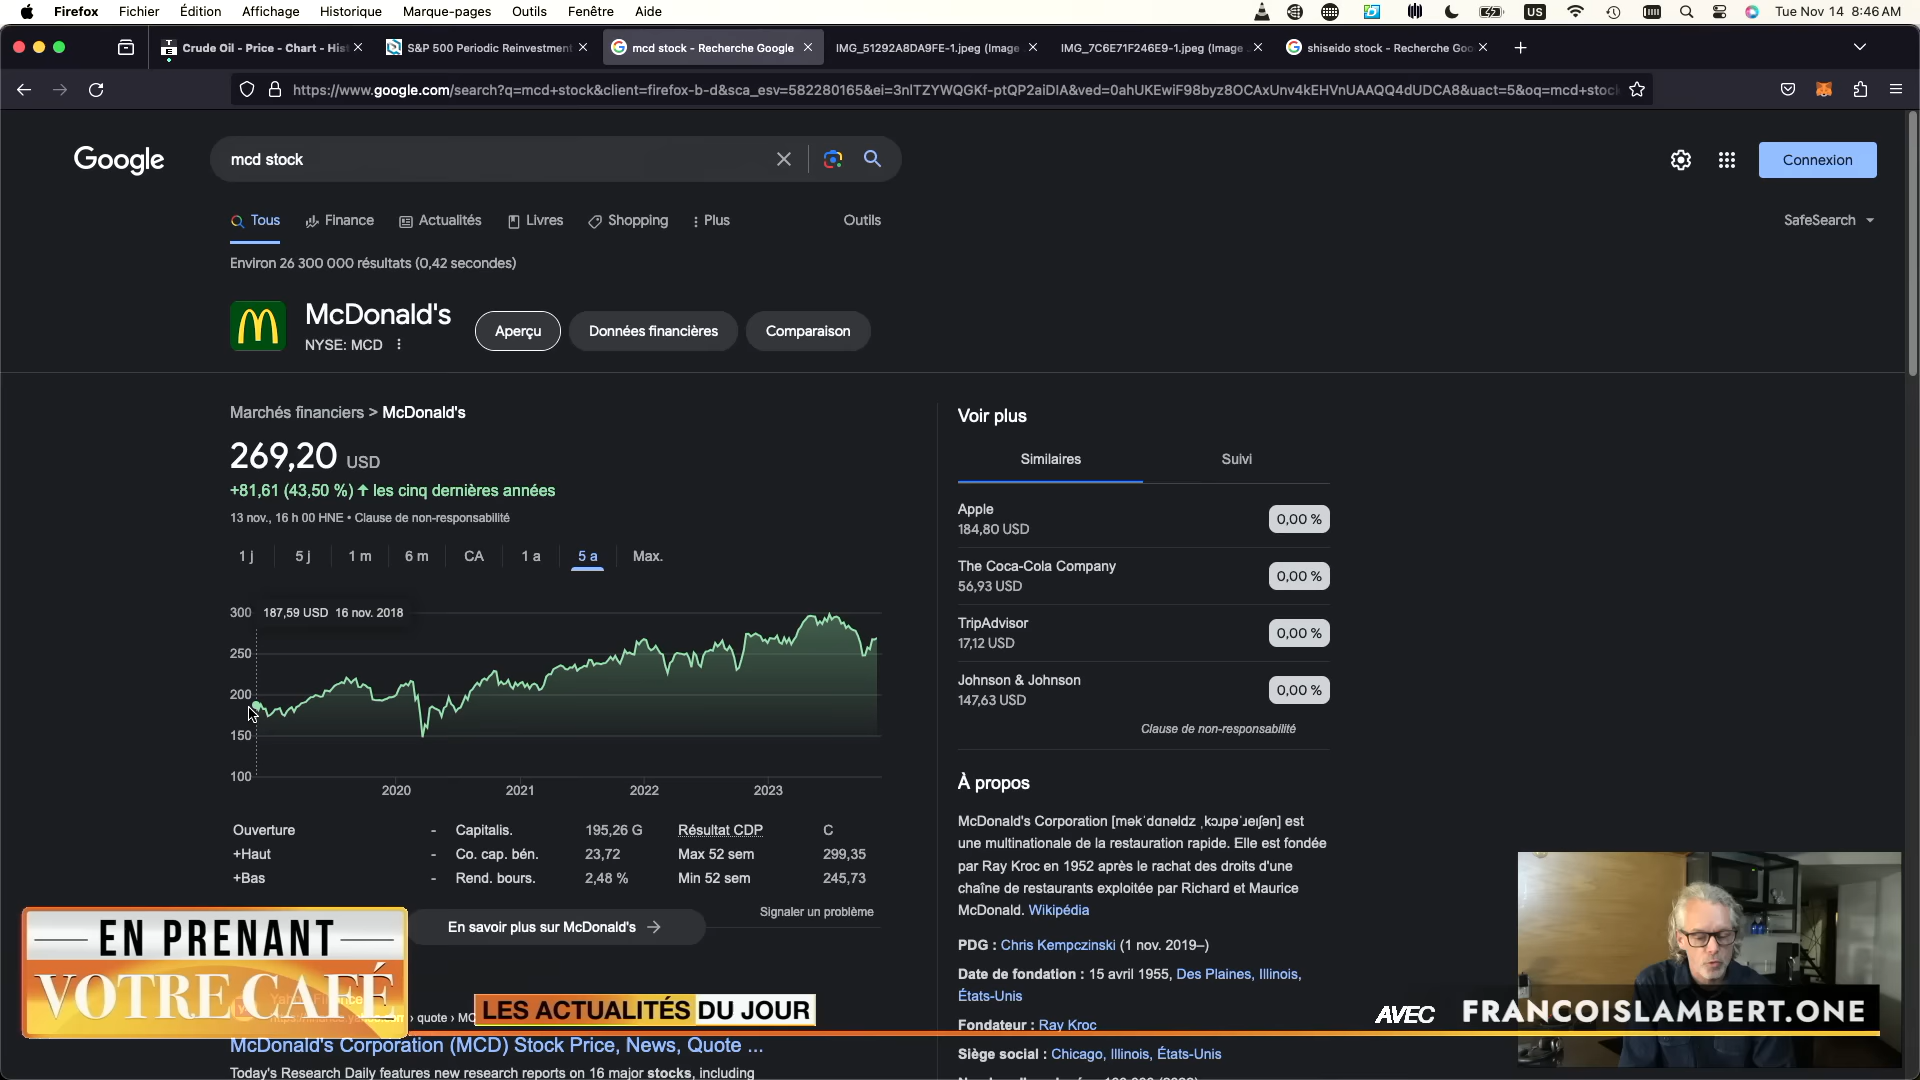 Firefox Fichier Édition Affichage Historique Marque-pages Outils Fenêtre Aide US Tue Nov 14 8:46 AM
Crude Oil - Price - Chart - His
S&P 500 Periodic Reinvestment
mcd stock - Recherche Google
IMG_51292A8DA9FE-1.jpeg (Image
IMG_7C6E71F246E9-1.jpeg (Image
shiseido stock - Recherche Goo
https://www.google.com/search?q=mcd+stock&client=firefox-b-d&sca_esv=582280165&ei=3nITZYWQGKf-ptQP2aiDIA&ved=0ahUKEwiF98byz8OCAxUnv4kEHVnUAAQQ4dUDCA8&uact=5&oq=mcd+stoc
Google
mcd stock
Connexion
Tous Finance Actualités Livres Shopping Plus Outils SafeSearch
Environ 26 300 000 résultats (0,42 secondes)
McDonald's
NYSE: MCD
Aperçu Données financières Comparaison
Marchés financiers > McDonald's
269,20 USD
+81,61 (43,50 %) ↑ les cinq dernières années
13 nov., 16 h 00 HNE • Clause de non-responsabilité
1 j 5 j 1 m 6 m CA 1 a 5 a Max.
187,59 USD 16 nov. 2018
300
250
200
150
100
2020 2021 2022 2023
Ouverture - Capitalis. 195,26 G Résultat CDP C
+Haut - Co. cap. bén. 23,72 Max 52 sem 299,35
+Bas - Rend. bours. 2,48 % Min 52 sem 245,73
Signaler un problème
En savoir plus sur McDonald's →
› quote › MC
McDonald's Corporation (MCD) Stock Price, News, Quote ...
Today's Research Daily features new research reports on 16 major stocks, including
Voir plus
Similaires Suivi
Apple
184,80 USD
0,00 %
The Coca-Cola Company
56,93 USD
0,00 %
TripAdvisor
17,12 USD
0,00 %
Johnson & Johnson
147,63 USD
0,00 %
Clause de non-responsabilité
À propos
McDonald's Corporation [məkˈdɑnəldz ˌkɔɹpəˈɹeɪʃən] est
une multinationale de la restauration rapide. Elle est fondée
par Ray Kroc en 1952 après le rachat des droits d'une
chaîne de restaurants exploitée par Richard et Maurice
McDonald. Wikipédia
PDG : Chris Kempczinski (1 nov. 2019–)
Date de fondation : 15 avril 1955, Des Plaines, Illinois,
États-Unis
Fondateur : Ray Kroc
Siège social : Chicago, Illinois, États-Unis
EN PRENANT
VOTRE CAFÉ
LES ACTUALITÉS DU JOUR
AVEC FRANCOISLAMBERT.ONE